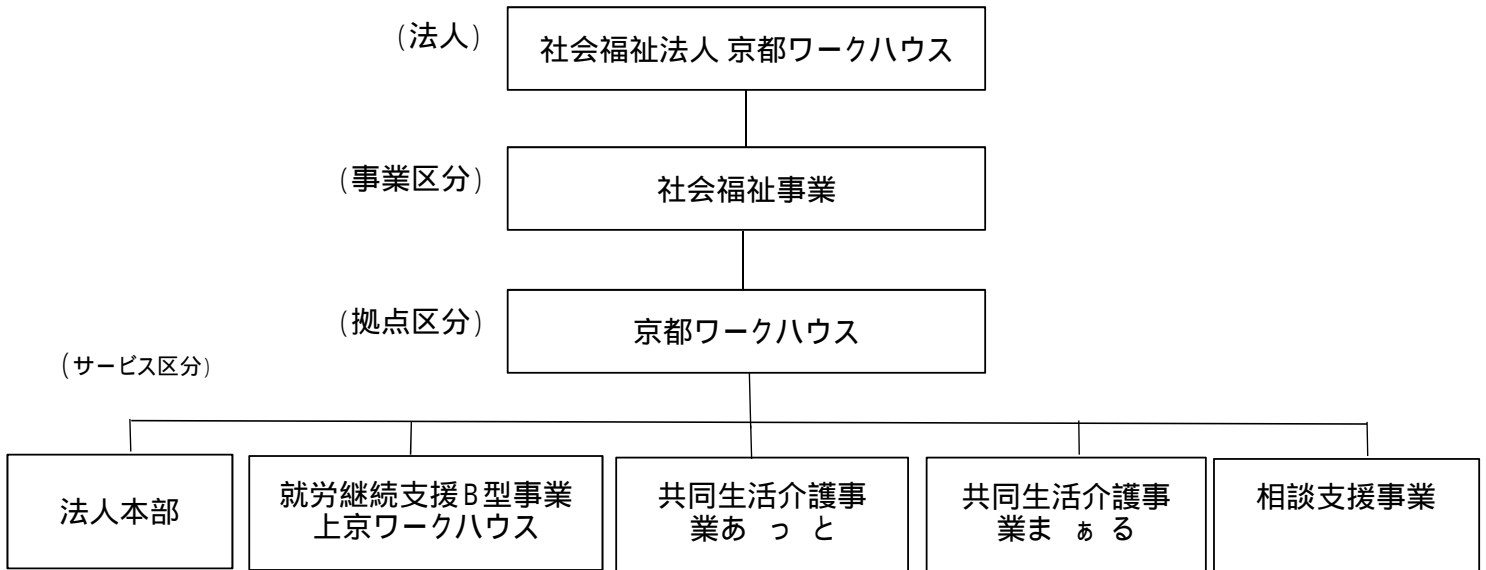 (法人)
社会福祉法人 京都ワークハウス
(事業区分)
社会福祉事業
(拠点区分)
京都ワークハウス
(サービス区分)
法人本部
就労継続支援B型事業
上京ワークハウス
共同生活介護事
業あっと
共同生活介護事
業まぁる
相談支援事業